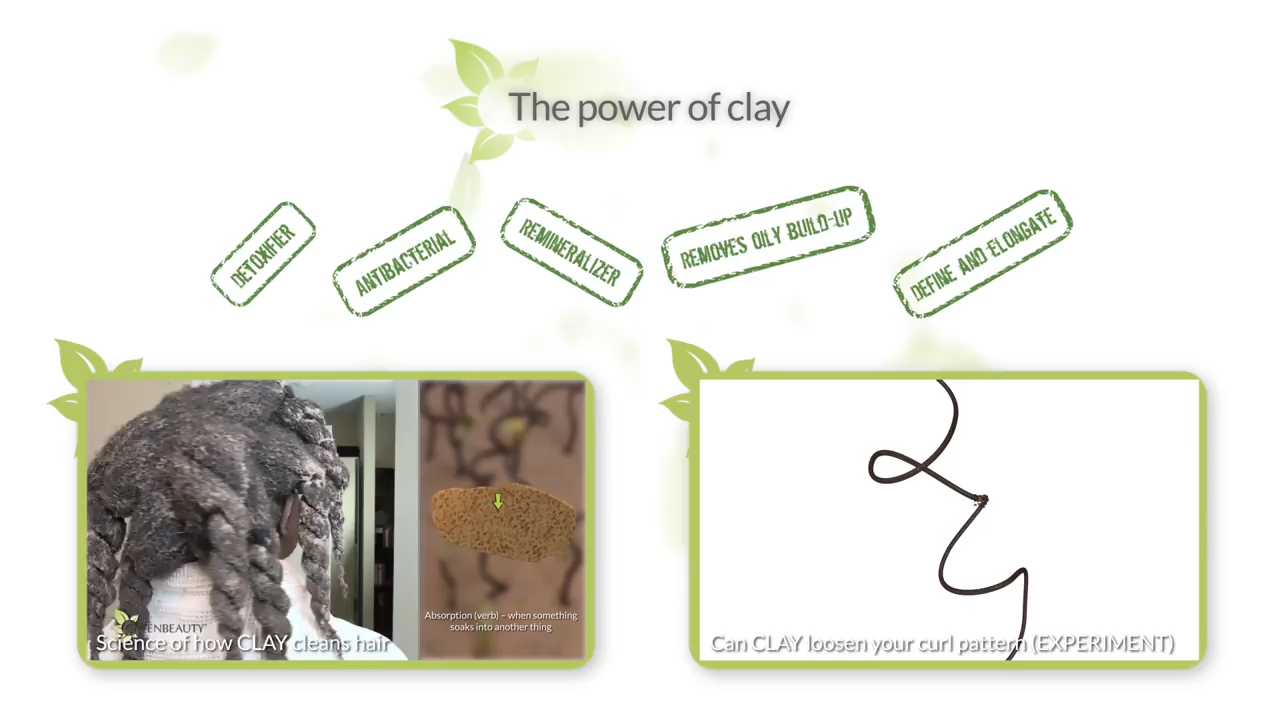 The power of clay
DETOXIFIER
ANTIBACTERIAL
REMINERALIZER
REMOVES OILY BUILD-UP
DEFINE AND ELONGATE
Absorption (verb) – when something
soaks into another thing
Science of how CLAY cleans hair
Can CLAY loosen your curl pattern (EXPERIMENT)